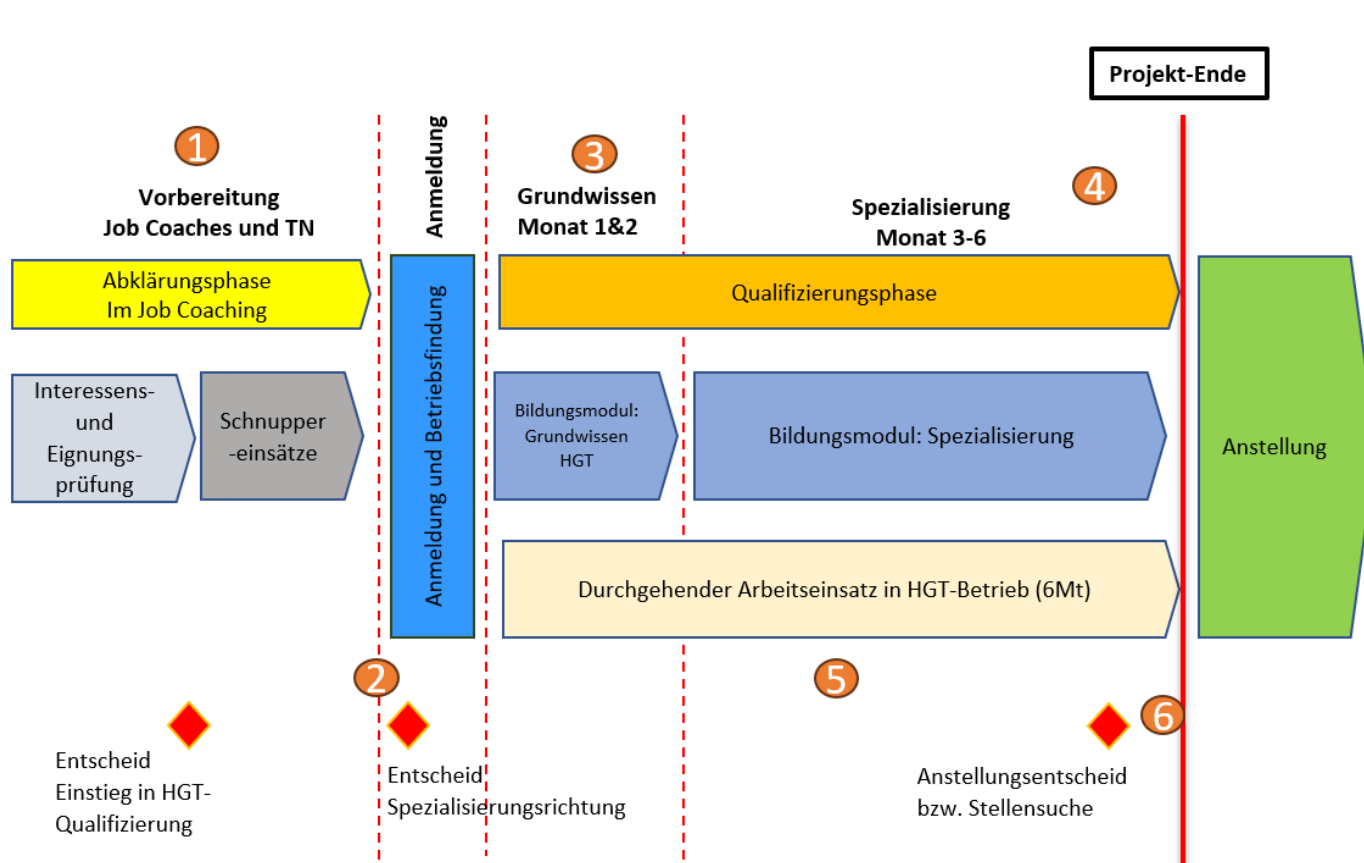 Projekt-Ende
1
Vorbereitung
Job Coaches und TN
Anmeldung
3
Grundwissen
Monat 1&2
4
Spezialisierung
Monat 3-6
Abklärungsphase
Im Job Coaching
Anmeldung und Betriebsfindung
Qualifizierungsphase
Interessens-
und
Eignungs-
prüfung
Schnupper
-einsätze
Bildungsmodul:
Grundwissen
HGT
Bildungsmodul: Spezialisierung
Anstellung
Durchgehender Arbeitseinsatz in HGT-Betrieb (6Mt)
2
5
6
Entscheid
Einstieg in HGT-
Qualifizierung
Entscheid
Spezialisierungsrichtung
Anstellungsentscheid
bzw. Stellensuche